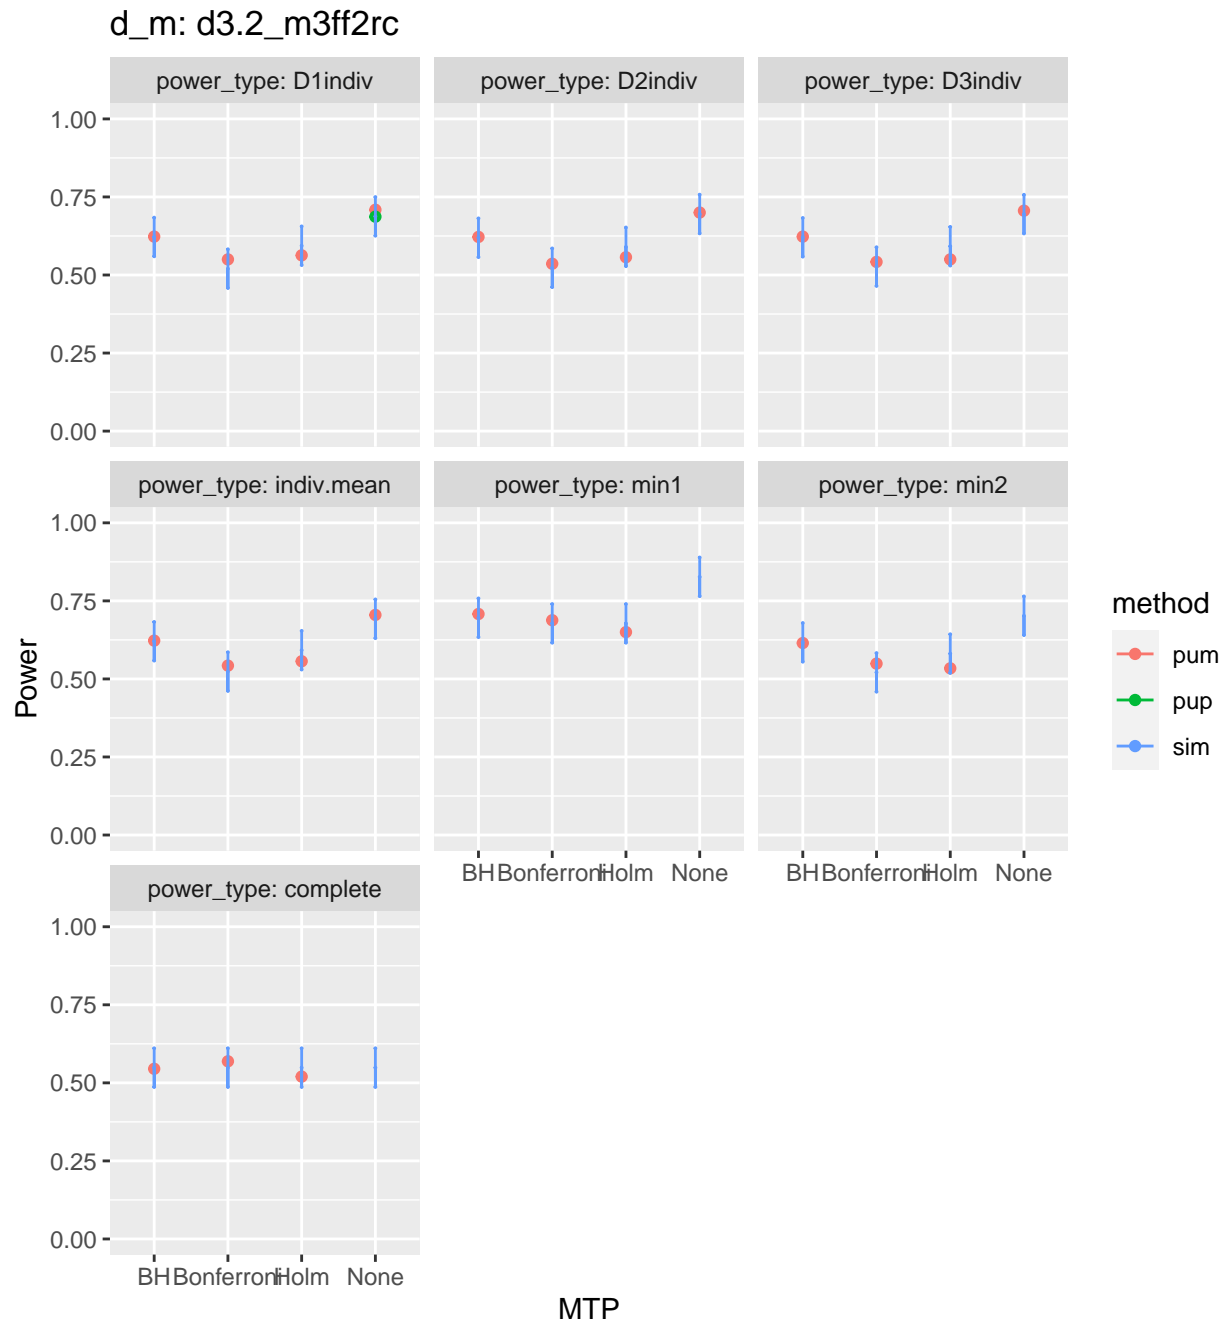 d_m: d3.2_m3ff2rc
power_type: D1indiv
power_type: D2indiv
power_type: D3indiv
1.00
0.75
0.50
0.25
0.00
power_type: indiv.mean
power_type: min1
power_type: min2
1.00
0.75
0.50
0.25
0.00
BH Bonferroni Holm None
BH Bonferroni Holm None
power_type: complete
1.00
0.75
0.50
0.25
0.00
BH Bonferroni Holm None
MTP
Power
method
pum
pup
sim